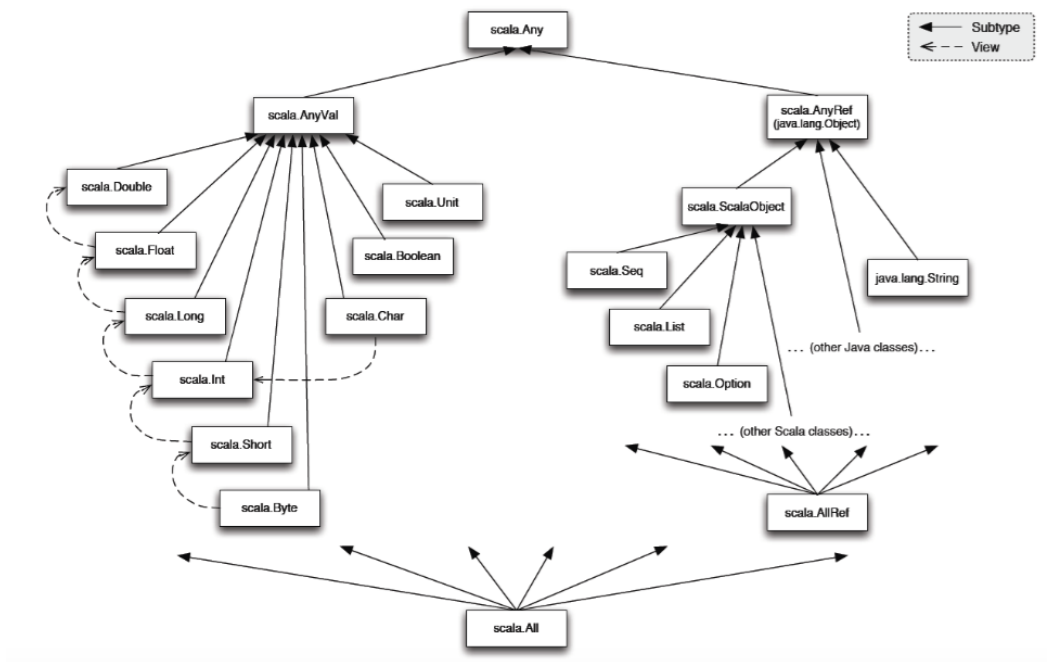 scala.Any
Subtype
View
scala.AnyVal
scala.AnyRef
(java.lang.Object)
scala.Double
scala.Unit
scala.ScalaObject
scala.Float
scala.Boolean
scala.Seq
java.lang.String
scala.Long
scala.Char
scala.List
... (other Java classes)...
scala.Int
scala.Option
scala.Short
... (other Scala classes)...
scala.Byte
scala.AllRef
scala.All